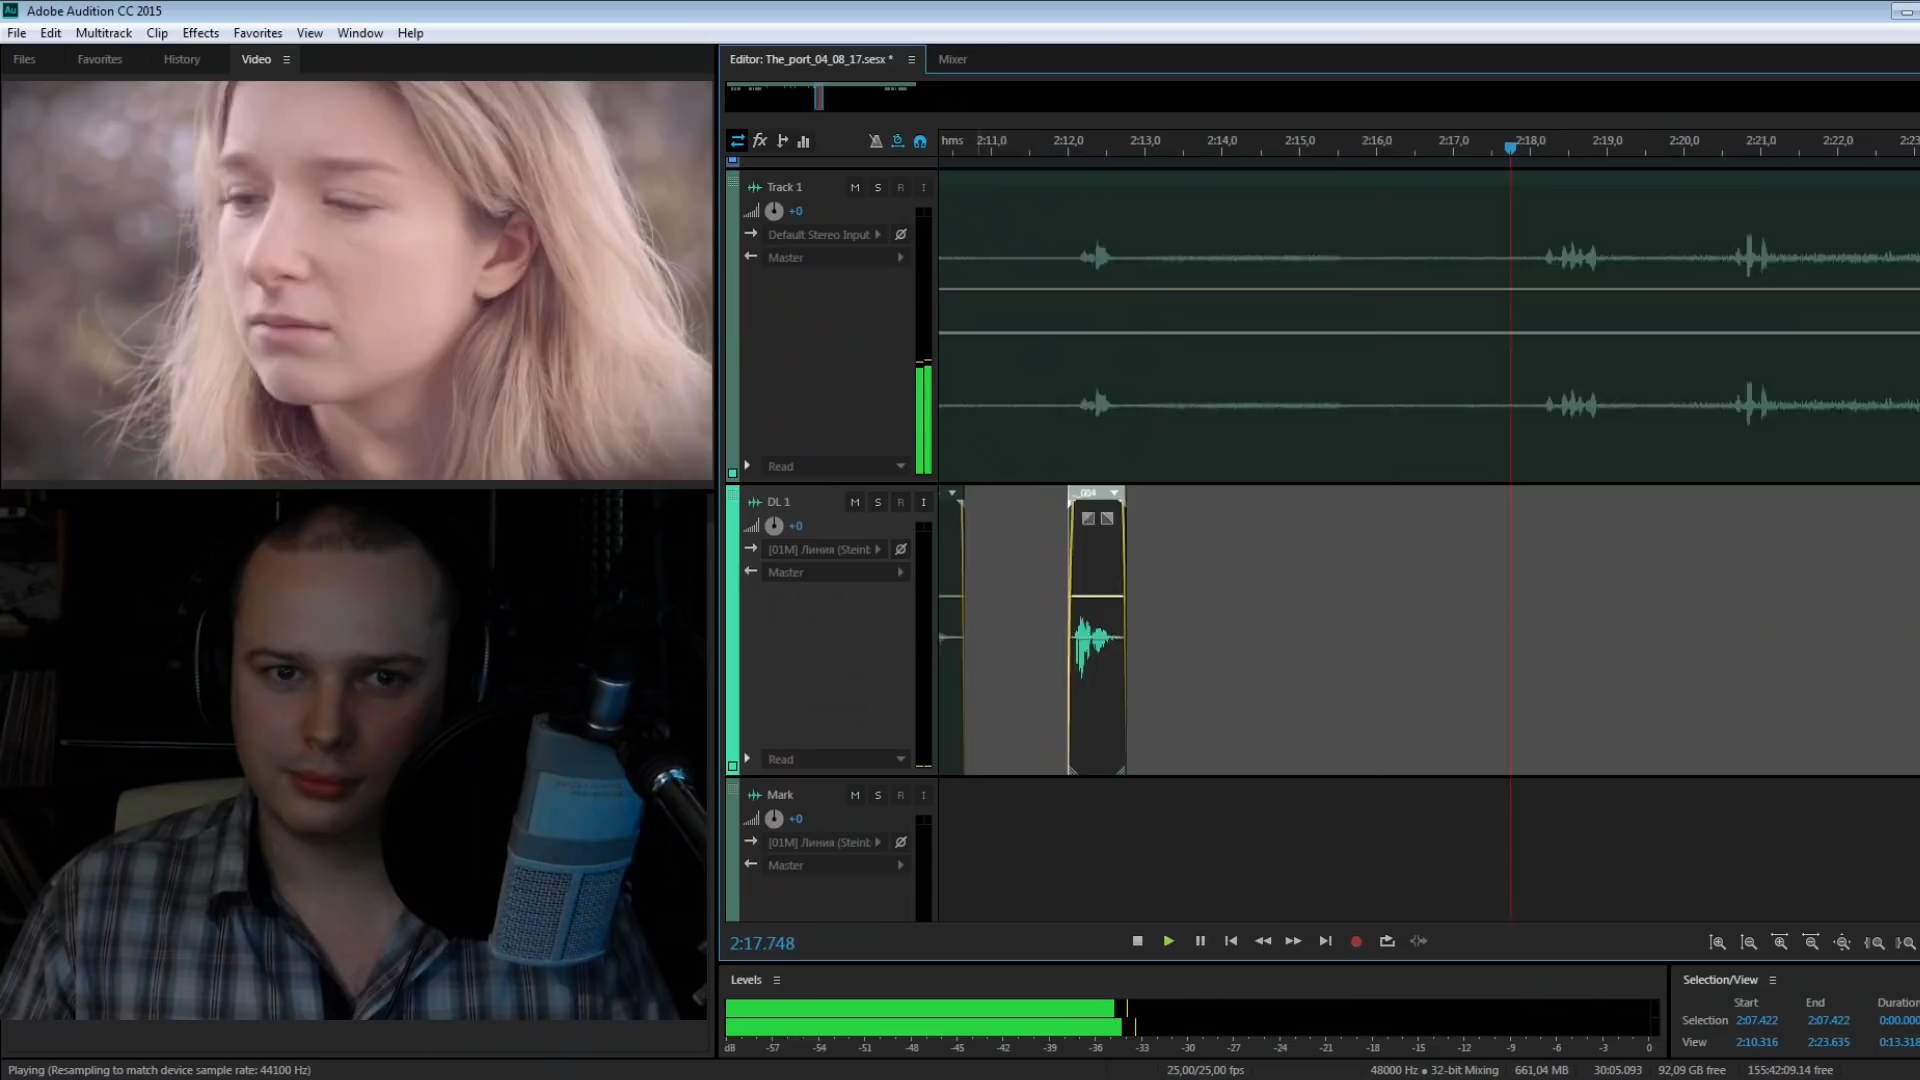 Au Adobe Audition CC 2015
File Edit Multitrack Clip Effects Favorites View Window Help
Files Favorites History Video
Editor: The_port_04_08_17.sesx * Mixer
fx hms 2:11,0 2:12,0 2:13,0 2:14,0 2:15,0 2:16,0 2:17,0 2:18,0 2:19,0 2:20,0 2:21,0 2:22,0 2:23
Track 1 M S R I
+0
Default Stereo Input
Master
Read
DL 1 M S R I
+0
[01M] Линия (Steint
Master
Read
_004
Mark M S R I
+0
[01M] Линия (Steint
Master
2:17.748
Levels
dB -57 -54 -51 -48 -45 -42 -39 -36 -33 -30 -27 -24 -21 -18 -15 -12 -9 -6 -3 0
Selection/View
Start End Duration
Selection 2:07.422 2:07.422 0:00.000
View 2:10.316 2:23.635 0:13.318
Playing (Resampling to match device sample rate: 44100 Hz) 25,00/25,00 fps 48000 Hz • 32-bit Mixing 661,04 MB 30:05.093 92,09 GB free 155:42:09.14 free